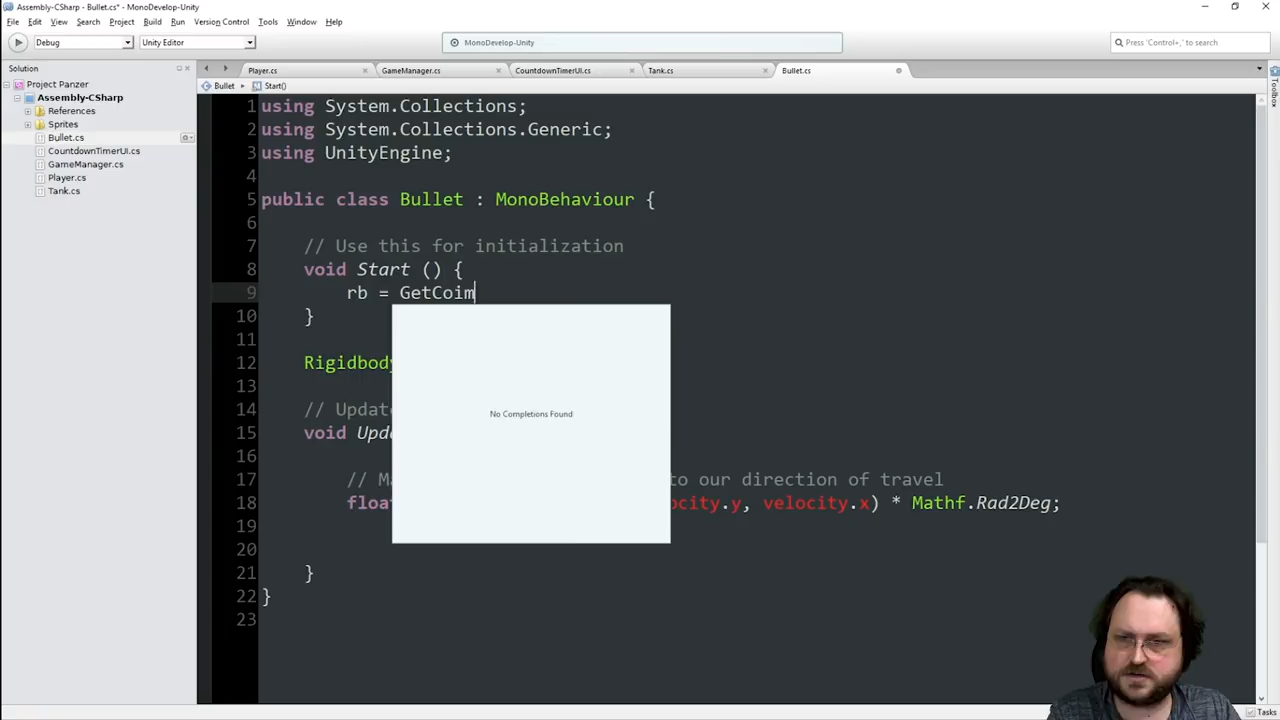 Assembly-CSharp - Bullet.cs* - MonoDevelop-Unity
File Edit View Search Project Build Run Version Control Tools Window Help
Debug Unity Editor MonoDevelop-Unity Press 'Control+,' to search
Solution Player.cs GameManager.cs CountdownTimerUI.cs Tank.cs Bullet.cs
Project Panzer
Assembly-CSharp
References
Sprites
Bullet.cs
CountdownTimerUI.cs
GameManager.cs
Player.cs
Tank.cs
Bullet Start()
1 using System.Collections;
2 using System.Collections.Generic;
3 using UnityEngine;
4
5 public class Bullet : MonoBehaviour {
6
7 // Use this for initialization
8 void Start () {
9 rb = GetCoim
10 }
11
12 Rigidbody
13
14 // Updat
15 void Upd
16
17 // M to our direction of travel
18 float ocity.y, velocity.x) * Mathf.Rad2Deg;
19
20
21 }
22 }
23
No Completions Found
Toolbox
Tasks